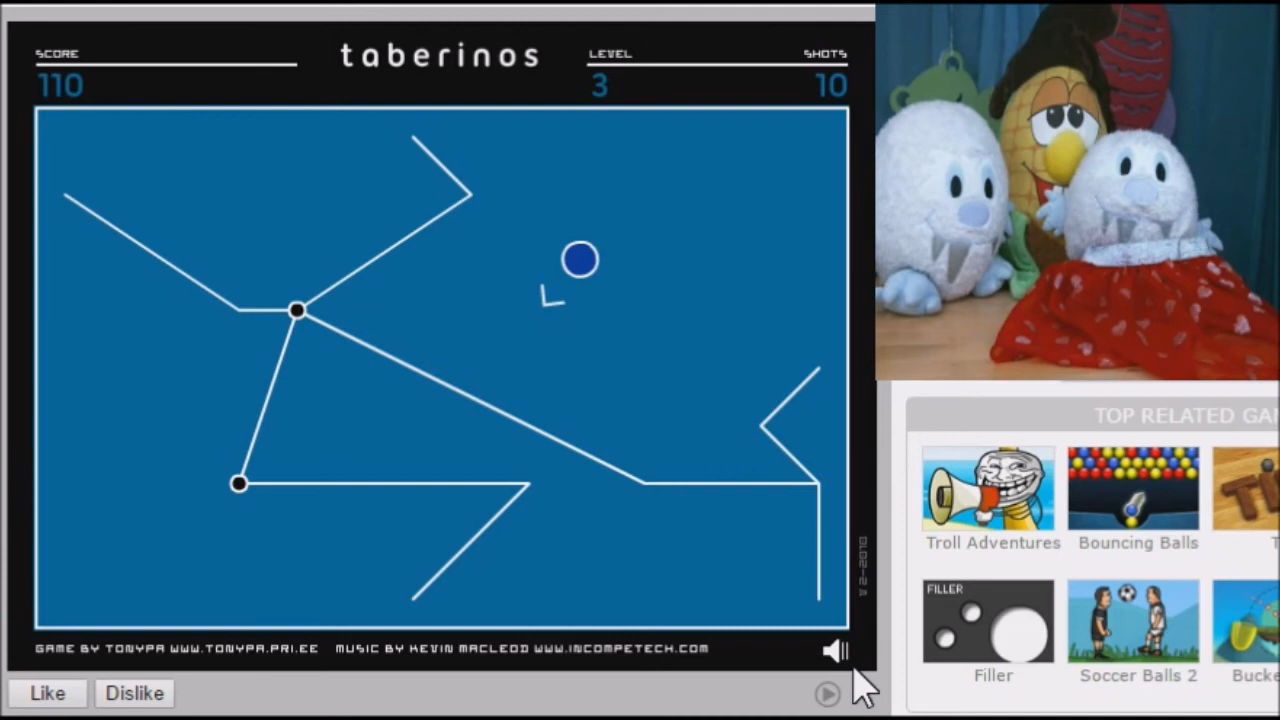 SCORE
taberinos
LEVEL
SHOTS
110
3
10
GAME BY TONYPA WWW.TONYPA.PRI.EE MUSIC BY KEVIN MACLEOD WWW.INCOMPETECH.COM
Like
Dislike
TOP RELATED GA
Troll Adventures
Bouncing Balls
T
FILLER
Filler
Soccer Balls 2
Bucke